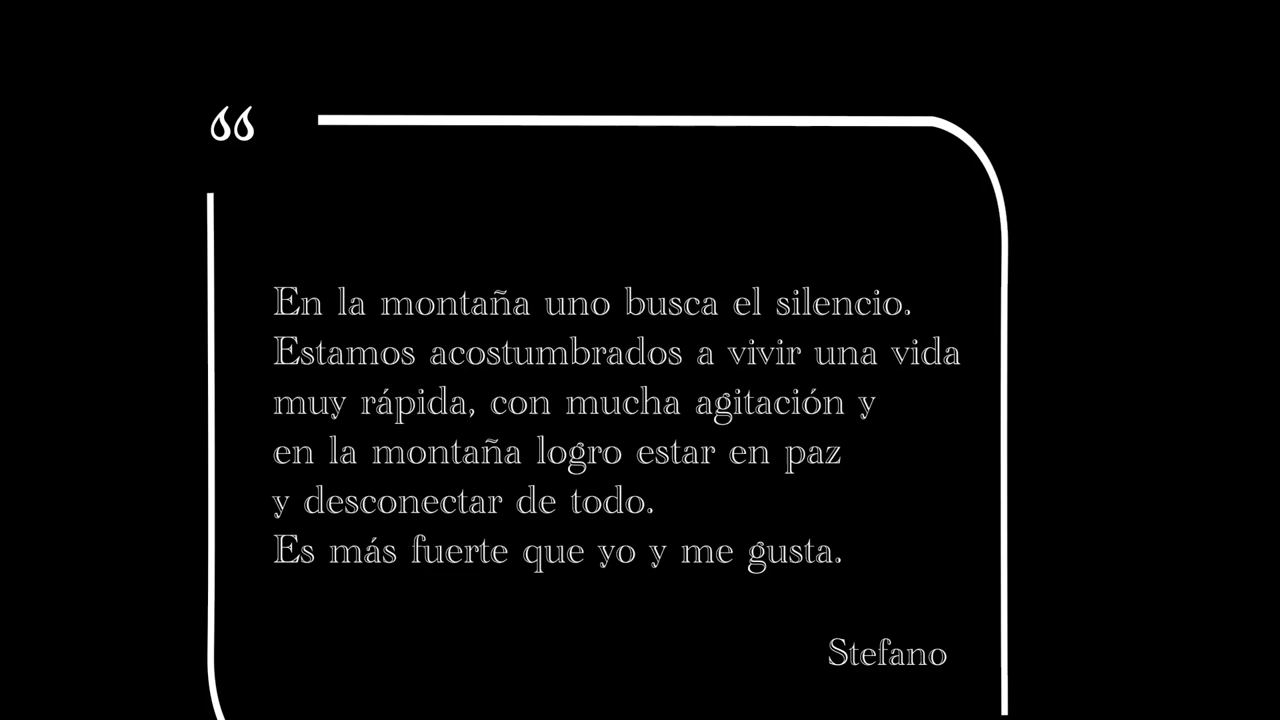 “
En la montaña uno busca el silencio.
Estamos acostumbrados a vivir una vida
muy rápida, con mucha agitación y
en la montaña logro estar en paz
y desconectar de todo.
Es más fuerte que yo y me gusta.
Stefano